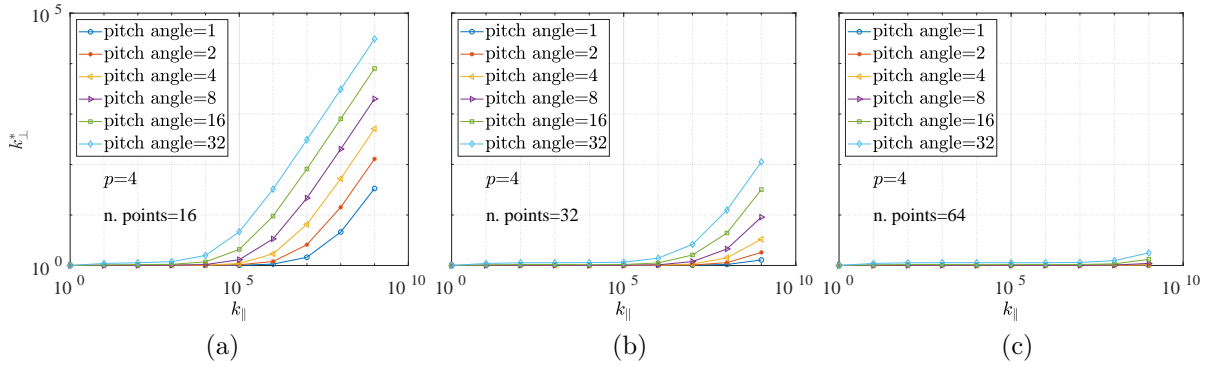 10^5
pitch angle=1
pitch angle=2
pitch angle=4
pitch angle=8
pitch angle=16
pitch angle=32
k_⊥^*
p=4
n. points=16
10^0
10^0
10^5
10^10
k_∥
(a)
pitch angle=1
pitch angle=2
pitch angle=4
pitch angle=8
pitch angle=16
pitch angle=32
p=4
n. points=32
10^0
10^5
10^10
k_∥
(b)
pitch angle=1
pitch angle=2
pitch angle=4
pitch angle=8
pitch angle=16
pitch angle=32
p=4
n. points=64
10^0
10^5
10^10
k_∥
(c)